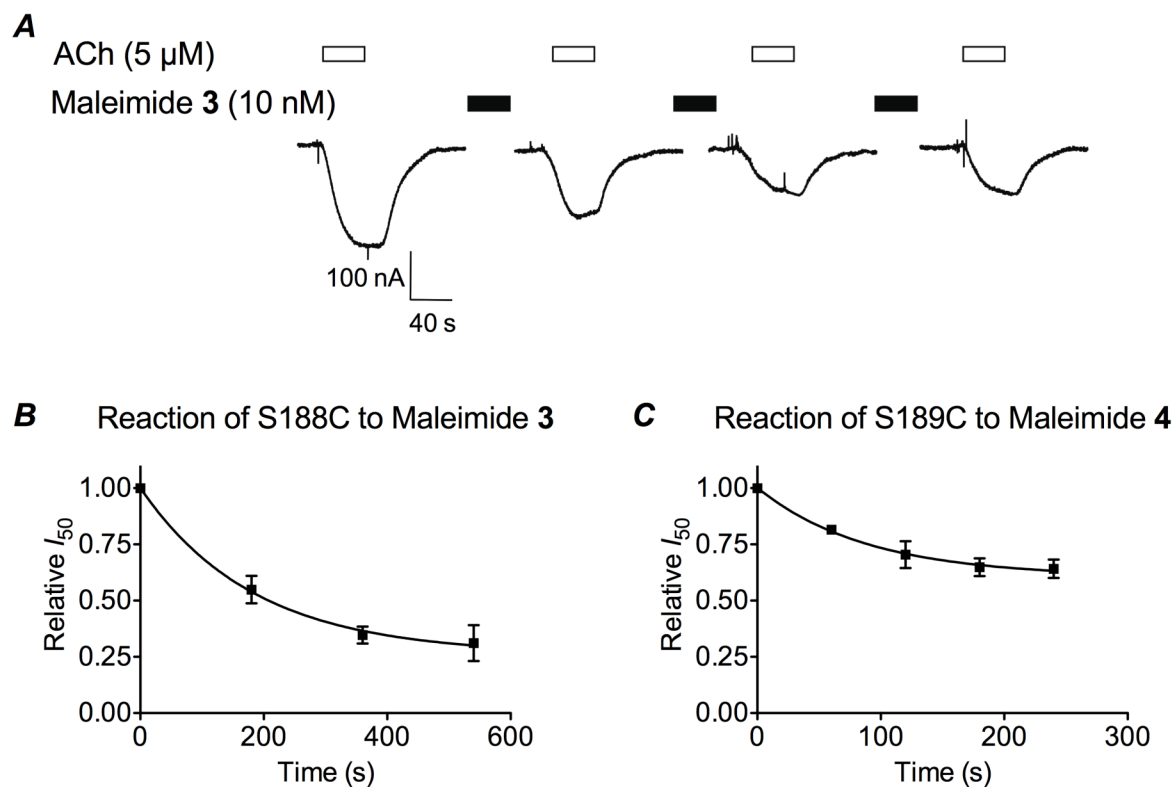 A
ACh (5 µM)
Maleimide 3 (10 nM)
100 nA
40 s
B Reaction of S188C to Maleimide 3
Relative I50
1.00
0.75
0.50
0.25
0.00
0 200 400 600
Time (s)
C Reaction of S189C to Maleimide 4
Relative I50
1.00
0.75
0.50
0.25
0.00
0 100 200 300
Time (s)